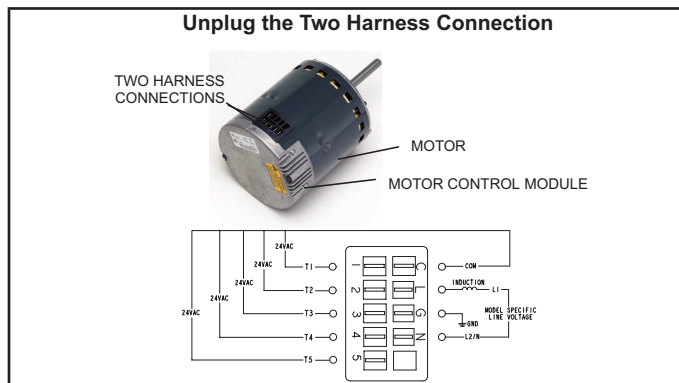 Unplug the Two Harness Connection
TWO HARNESS
CONNECTIONS
MOTOR
MOTOR CONTROL MODULE
24VAC
24VAC
24VAC
24VAC
24VAC
T1
T2
T3
T4
T5
1
2
3
4
5
C
L
G
N
COM
INDUCTION
L1
MODEL SPECIFIC
LINE VOLTAGE
GND
L2/N